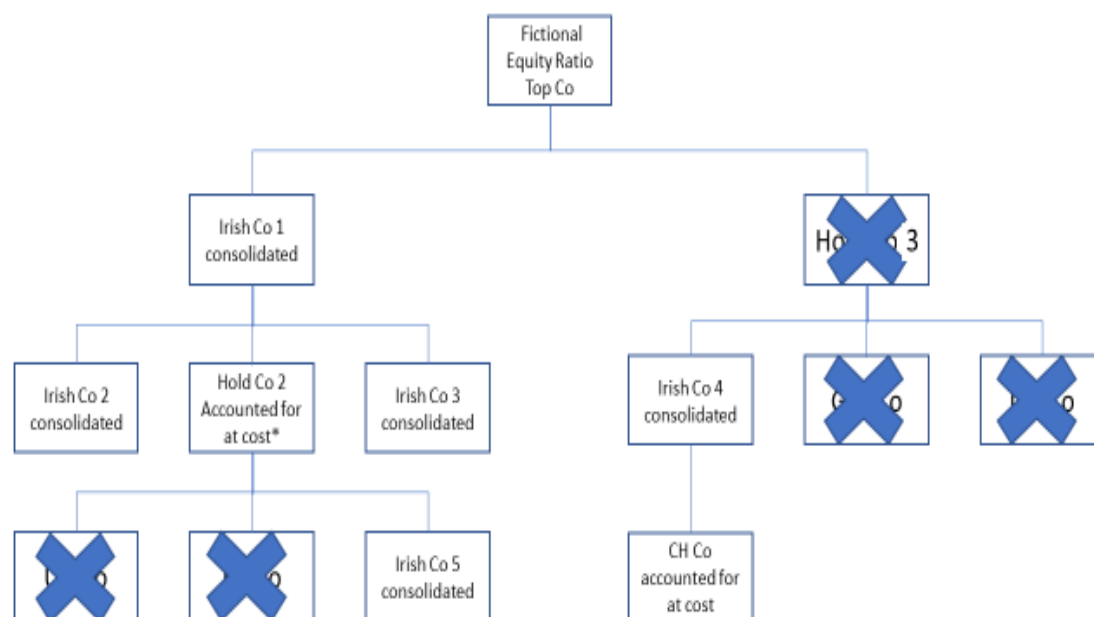 Fictional
Equity Ratio
Top Co
Irish Co 1
consolidated
3
Irish Co 2
consolidated
Hold Co 2
Accounted for
at cost*
Irish Co 3
consolidated
Irish Co 4
consolidated
Irish Co 5
consolidated
CH Co
accounted for
at cost